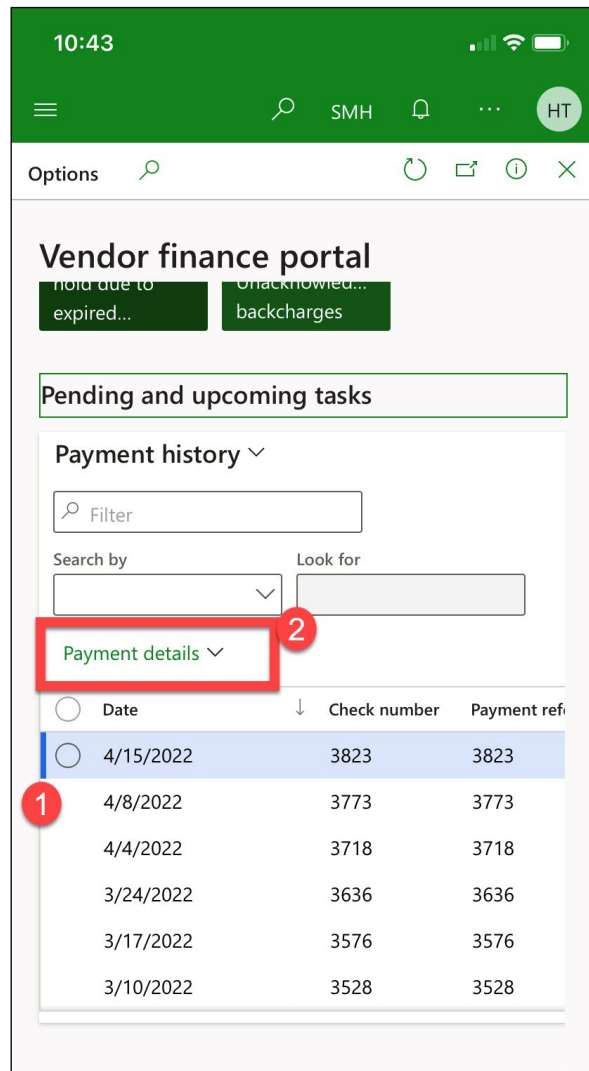 10:43
SMH HT
Options
Vendor finance portal
hold due to
expired...
Unacknowled...
backcharges
Pending and upcoming tasks
Payment history
Filter
Search by Look for
2
Payment details
Date Check number Payment refe
4/15/2022 3823 3823
1
4/8/2022 3773 3773
4/4/2022 3718 3718
3/24/2022 3636 3636
3/17/2022 3576 3576
3/10/2022 3528 3528